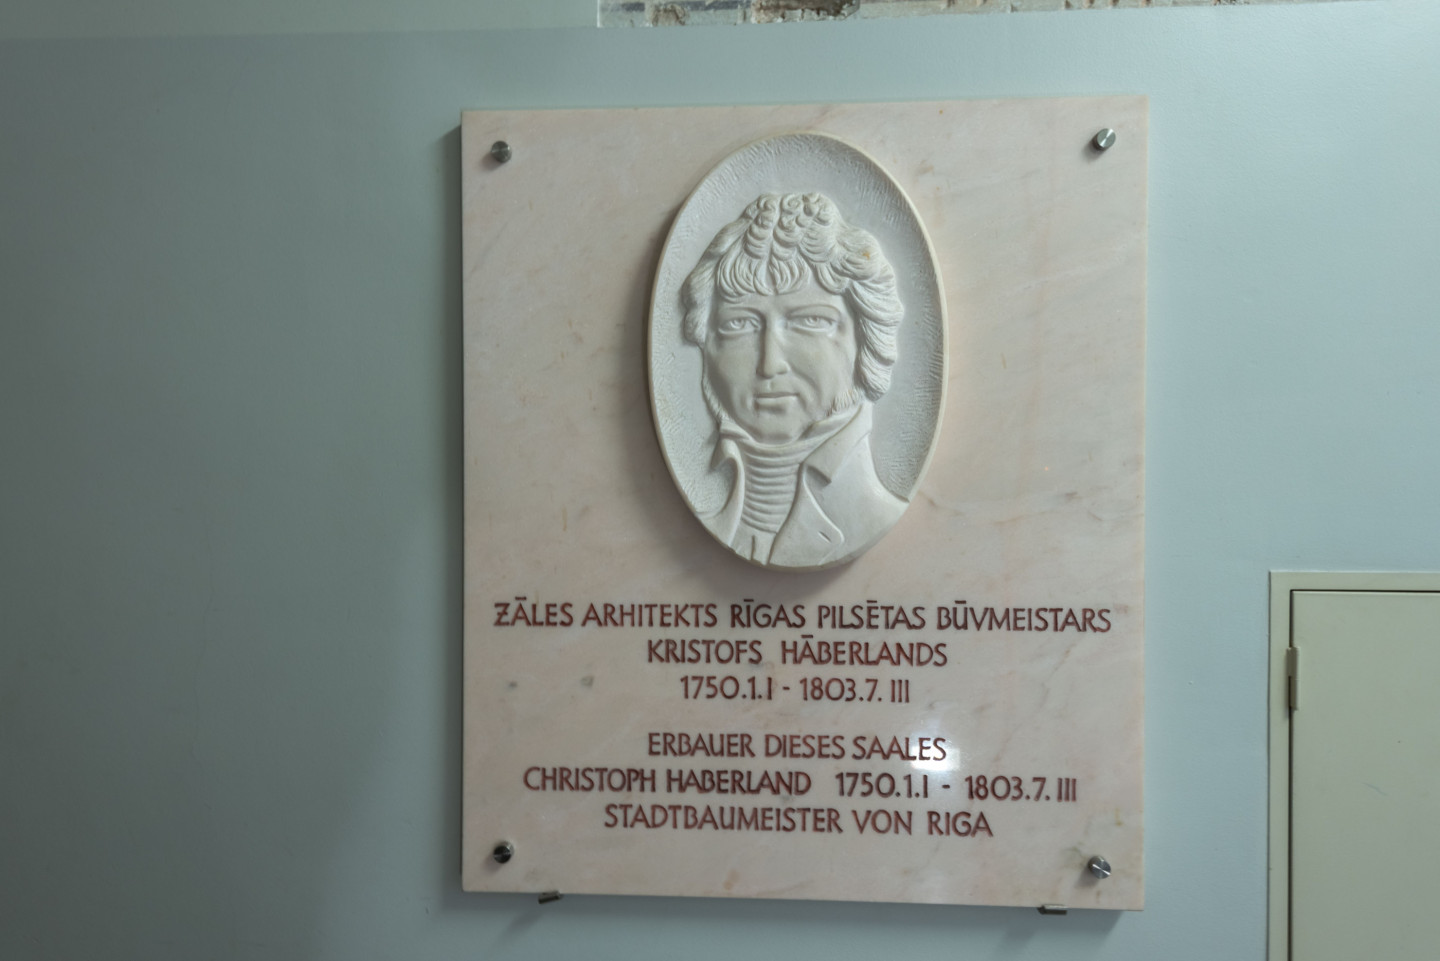 ZĀLES ARHITEKTS RĪGAS PILSĒTAS BŪVMEISTARS
KRISTOFS HĀBERLANDS
1750.1.I - 1803.7.III
ERBAUER DIESES SAALES
CHRISTOPH HABERLAND 1750.1.I - 1803.7.III
STADTBAUMEISTER VON RIGA